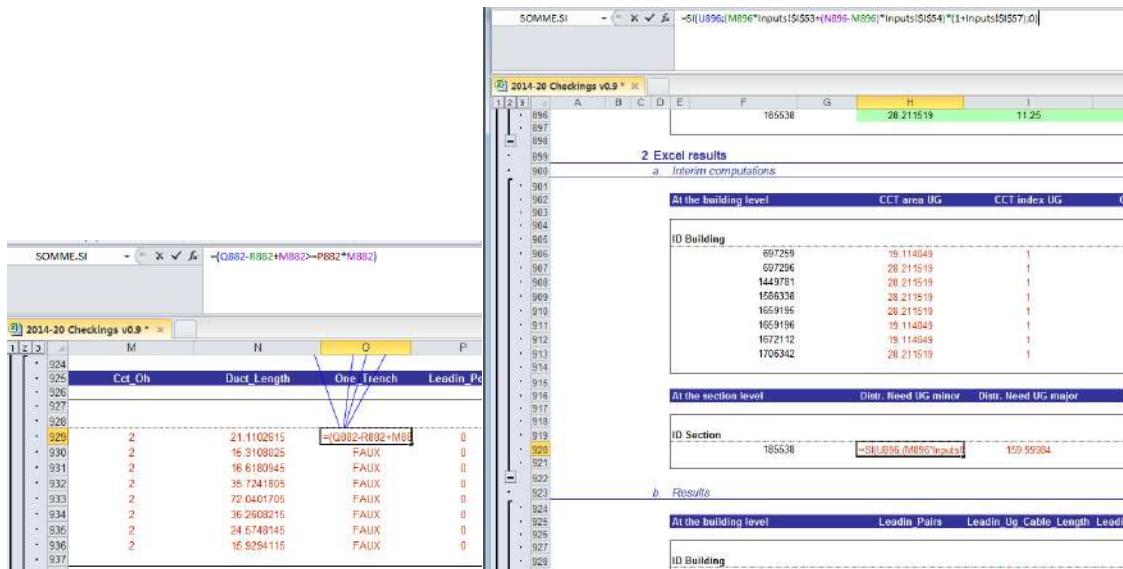 SOMME.SI =(Q882-R882+M882>=P882*M882)
2014-20 Checkings v0.9 *
1 2 3 M N O P
924
925 Cct_Oh Duct_Length One_Trench Leadin_Po
926
927
928
929 2 21.1102615 =(Q882-R882+M88 0
930 2 15.3108025 FAUX 0
931 2 16.6180945 FAUX 0
932 2 35.7241805 FAUX 0
933 2 72.0401705 FAUX 0
934 2 36.2608215 FAUX 0
935 2 24.5748145 FAUX 0
936 2 15.9294115 FAUX 0
937
SOMME.SI =SI(U896;(M896*Inputs!$I$53+(N896-M896)*Inputs!$I$54)*(1+Inputs!$I$57);0)
2014-20 Checkings v0.9 *
1 2 3 A B C D E F G H I
896 185538 28.211519 11.25
897
898
899 2 Excel results
900 a. Interim computations
901
902 At the building level CCT area UG CCT index UG
903
904
905 ID Building
906 697259 19.114049 1
907 697296 28.211519 1
908 1449781 28.211519 1
909 1586338 28.211519 1
910 1659195 28.211519 1
911 1659196 19.114049 1
912 1672112 19.114049 1
913 1706342 28.211519 1
914
915
916 At the section level Distr. Need UG minor Distr. Need UG major
917
918
919 ID Section
920 185538 =SI(U896;(M896*Inputs! 159.99984
921
922
923 b. Results
924
925 At the building level Leadin_Pairs Leadin_Ug_Cable_Length Leadi
926
927
928 ID Building